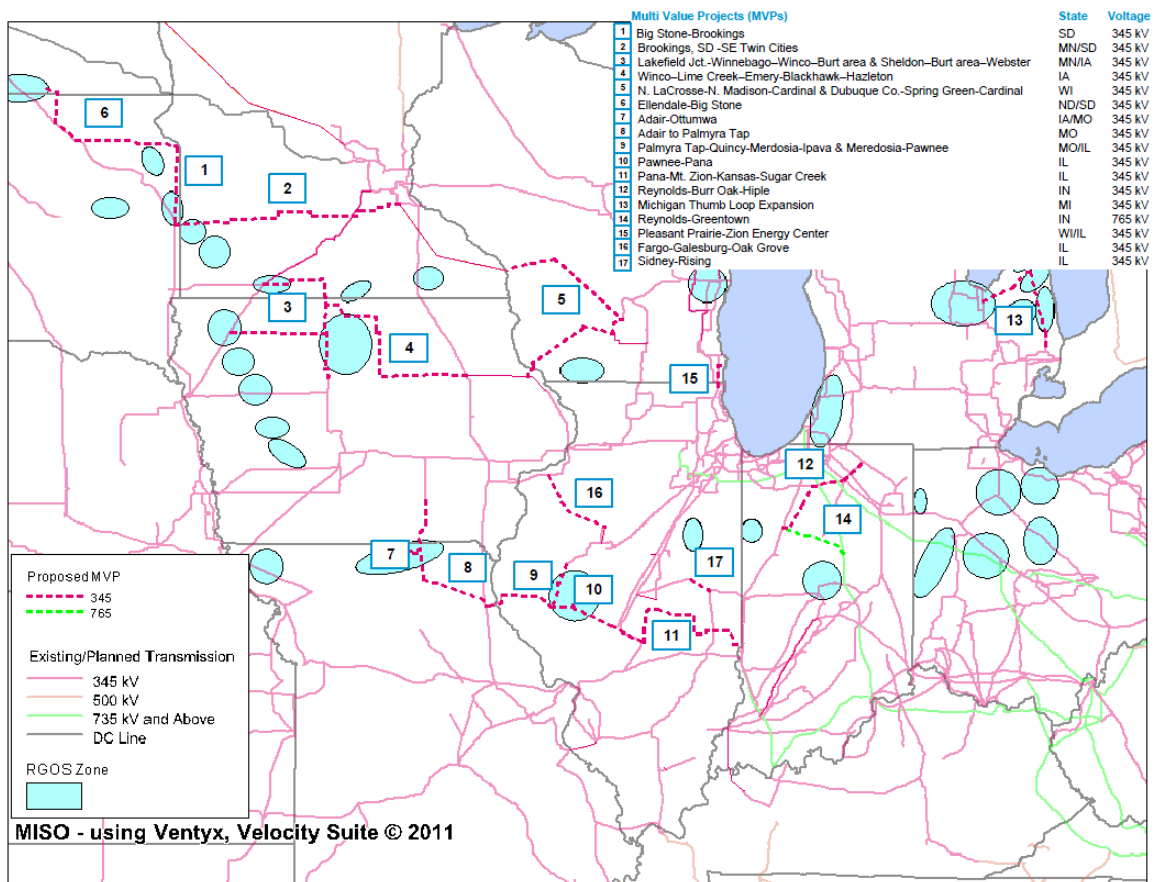 Multi Value Projects (MVPs) State Voltage
1 Big Stone-Brookings SD 345 kV
2 Brookings, SD -SE Twin Cities MN/SD 345 kV
3 Lakefield Jct.-Winnebago–Winco–Burt area & Sheldon–Burt area–Webster MN/IA 345 kV
4 Winco–Lime Creek–Emery–Blackhawk–Hazleton IA 345 kV
5 N. LaCrosse-N. Madison-Cardinal & Dubuque Co.-Spring Green-Cardinal WI 345 kV
6 Ellendale-Big Stone ND/SD 345 kV
7 Adair-Ottumwa IA/MO 345 kV
8 Adair to Palmyra Tap MO 345 kV
9 Palmyra Tap-Quincy-Merdosia-Ipava & Meredosia-Pawnee MO/IL 345 kV
10 Pawnee-Pana IL 345 kV
11 Pana-Mt. Zion-Kansas-Sugar Creek IL 345 kV
12 Reynolds-Burr Oak-Hiple IN 345 kV
13 Michigan Thumb Loop Expansion MI 345 kV
14 Reynolds-Greentown IN 765 kV
15 Pleasant Prairie-Zion Energy Center WI/IL 345 kV
16 Fargo-Galesburg-Oak Grove IL 345 kV
17 Sidney-Rising IL 345 kV
6
1
2
3
5
13
4
15
12
16
14
7
8
9
10
17
11
Proposed MVP
345
765
Existing/Planned Transmission
345 kV
500 kV
735 kV and Above
DC Line
RGOS Zone
MISO - using Ventyx, Velocity Suite © 2011